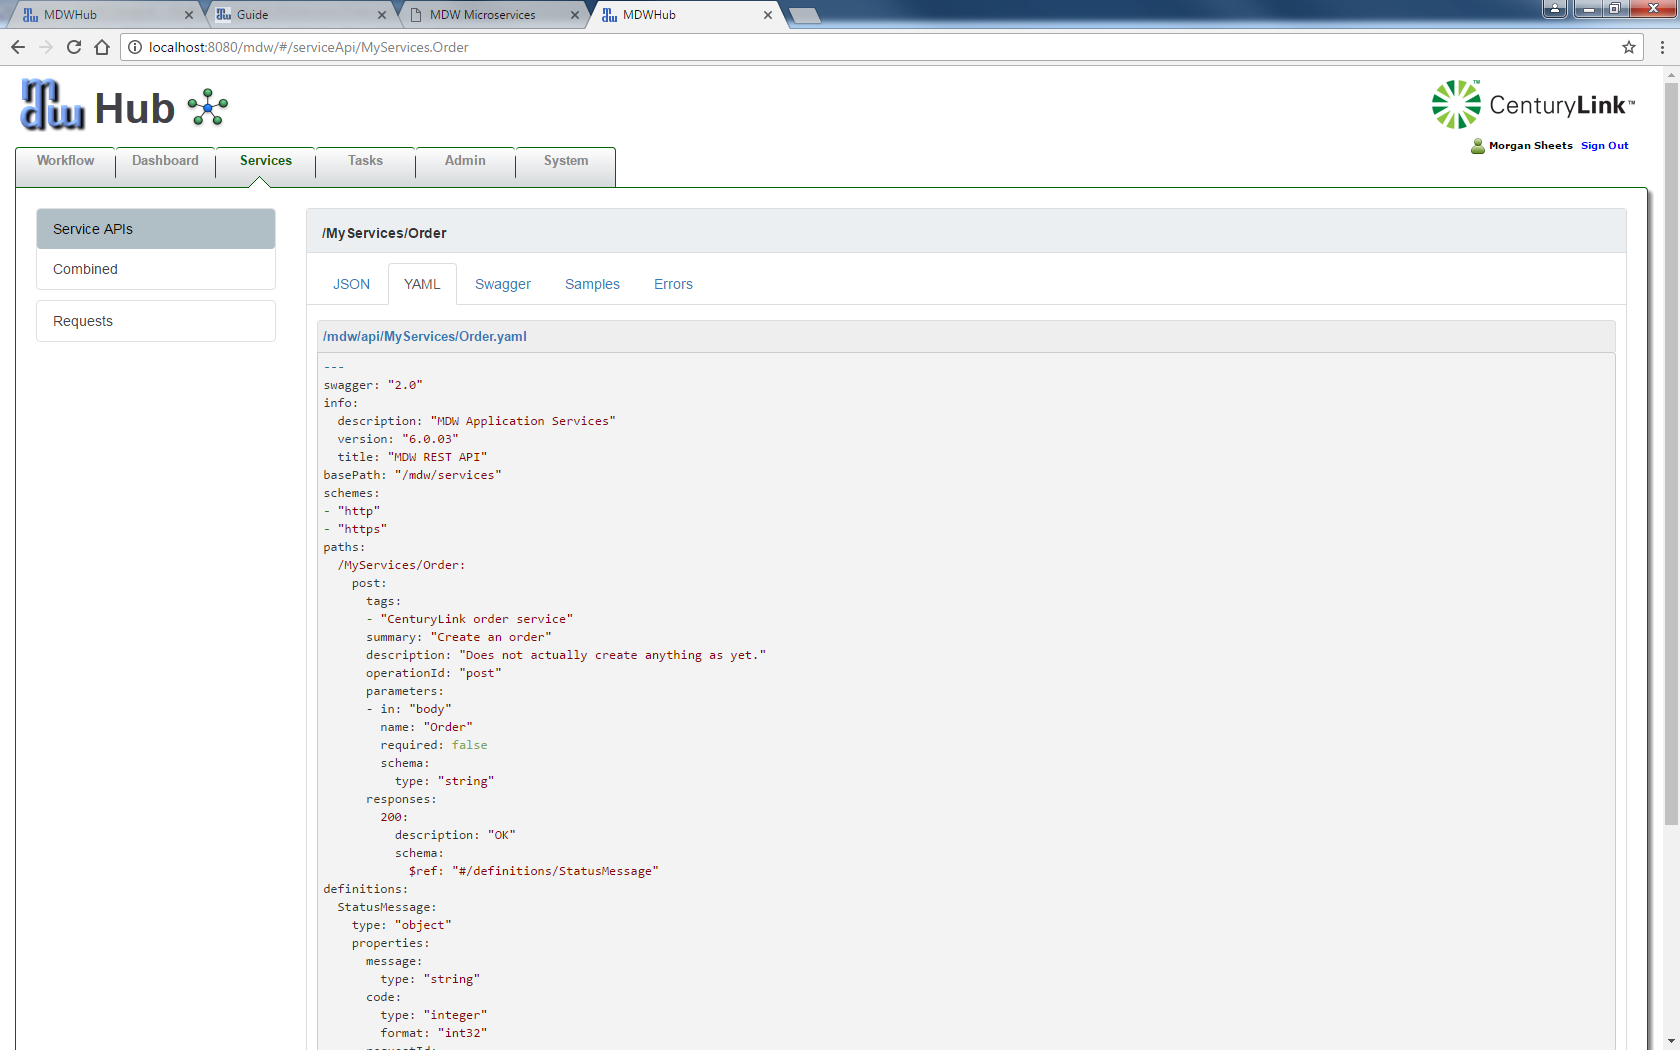 MDWHub
Guide
MDW Microservices
MDWHub
localhost:8080/mdw/#/serviceApi/MyServices.Order
mdw Hub
CenturyLink™
Morgan Sheets Sign Out
Workflow Dashboard Services Tasks Admin System
Service APIs
Combined
Requests
/MyServices/Order
JSON YAML Swagger Samples Errors
/mdw/api/MyServices/Order.yaml
---
swagger: "2.0"
info:
  description: "MDW Application Services"
  version: "6.0.03"
  title: "MDW REST API"
basePath: "/mdw/services"
schemes:
- "http"
- "https"
paths:
  /MyServices/Order:
    post:
      tags:
      - "CenturyLink order service"
      summary: "Create an order"
      description: "Does not actually create anything as yet."
      operationId: "post"
      parameters:
      - in: "body"
        name: "Order"
        required: false
        schema:
          type: "string"
      responses:
        200:
          description: "OK"
          schema:
            $ref: "#/definitions/StatusMessage"
definitions:
  StatusMessage:
    type: "object"
    properties:
      message:
        type: "string"
      code:
        type: "integer"
        format: "int32"
      requestId: